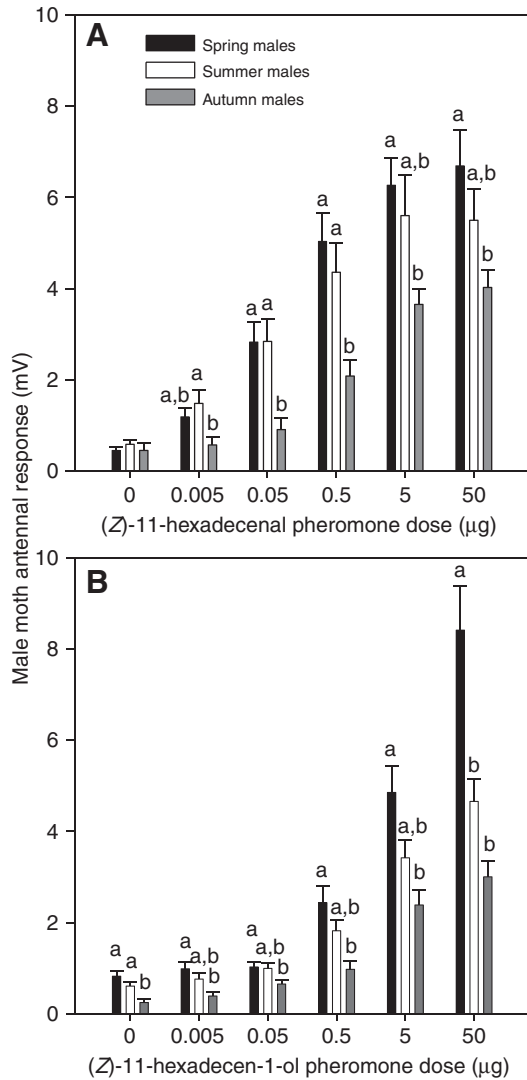 A
Spring males
Summer males
Autumn males
10
8
6
4
2
0
a,b
a
b
a
a
b
a
a
b
a
a,b
b
a
a,b
b
0 0.005 0.05 0.5 5 50
(Z)-11-hexadecenal pheromone dose (μg)
Male moth antennal response (mV)
B
10
8
6
4
2
0
a
a
b
a
a,b
b
a
a,b
b
a
a,b
b
a
a,b
b
a
b
b
0 0.005 0.05 0.5 5 50
(Z)-11-hexadecen-1-ol pheromone dose (μg)